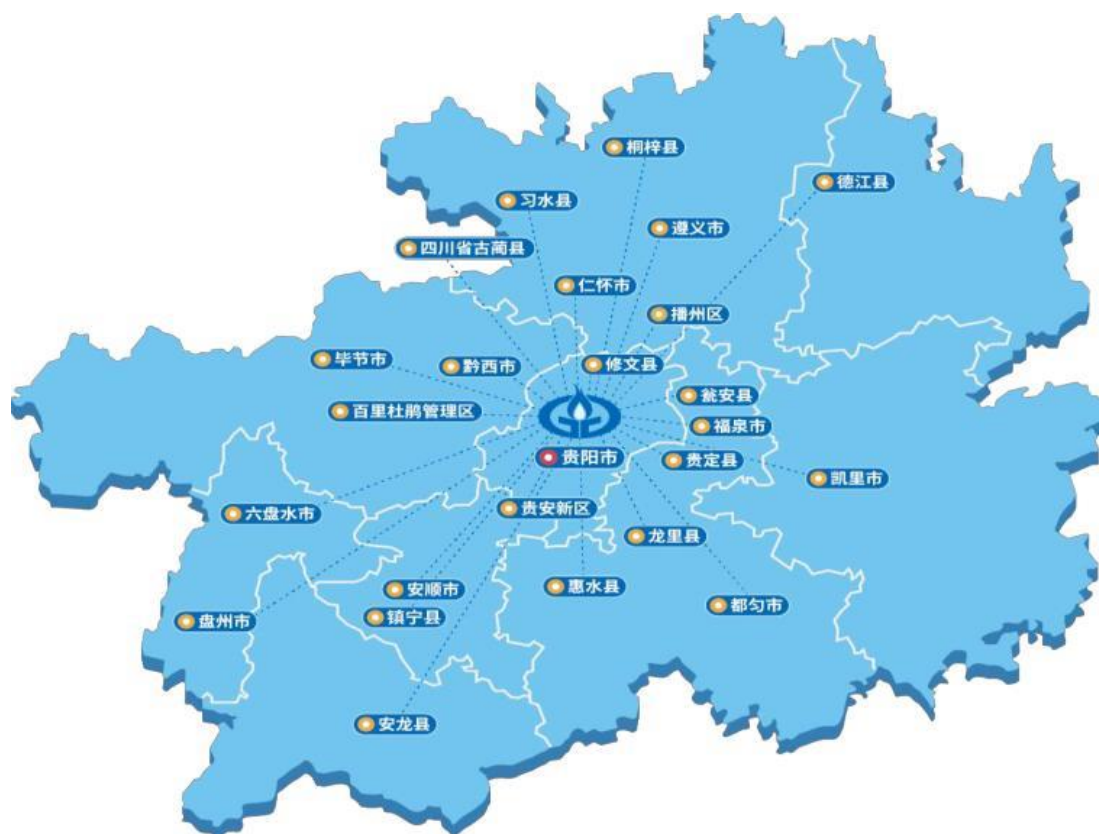 桐梓县
德江县
习水县
遵义市
四川省古蔺县
仁怀市
播州区
毕节市
黔西市
修文县
百里杜鹃管理区
瓮安县
福泉市
贵阳市
贵定县
凯里市
六盘水市
贵安新区
龙里县
安顺市
惠水县
都匀市
盘州市
镇宁县
安龙县